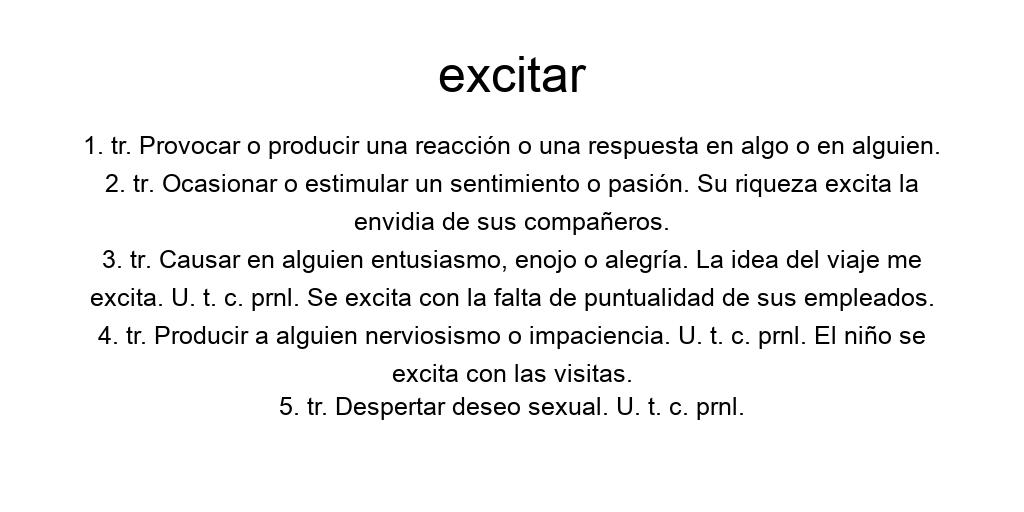 excitar
1. tr. Provocar o producir una reacción o una respuesta en algo o en alguien.
2. tr. Ocasionar o estimular un sentimiento o pasión. Su riqueza excita la
envidia de sus compañeros.
3. tr. Causar en alguien entusiasmo, enojo o alegría. La idea del viaje me
excita. U. t. c. prnl. Se excita con la falta de puntualidad de sus empleados.
4. tr. Producir a alguien nerviosismo o impaciencia. U. t. c. prnl. El niño se
excita con las visitas.
5. tr. Despertar deseo sexual. U. t. c. prnl.